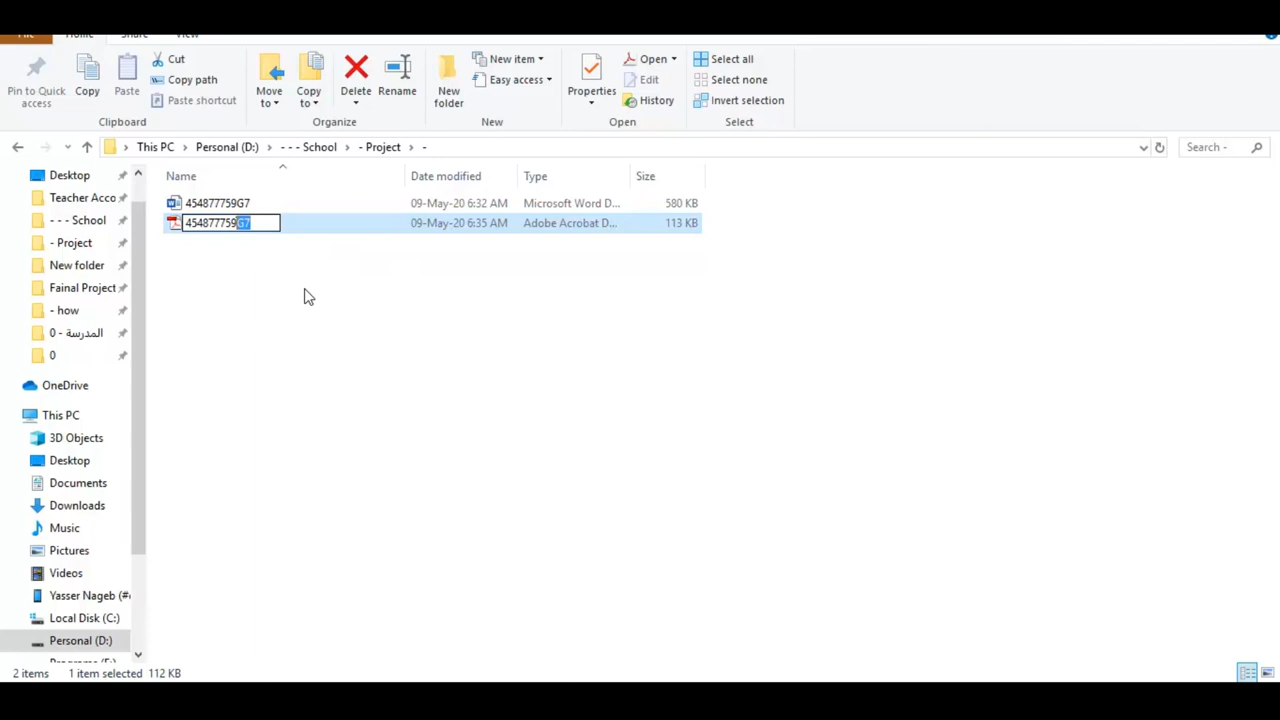 File Home Share View
Pin to Quick access
Copy
Paste
Cut
Copy path
Paste shortcut
Clipboard
Move to
Copy to
Delete
Rename
Organize
New folder
New item
Easy access
New
Properties
Open
Edit
History
Open
Select all
Select none
Invert selection
Select
This PC > Personal (D:) > - - - School > - Project > -
Search -
Name Date modified Type Size
454877759G7 09-May-20 6:32 AM Microsoft Word D... 580 KB
454877759G7 09-May-20 6:35 AM Adobe Acrobat D... 113 KB
Desktop
Teacher Acco
- - - School
- Project
New folder
Fainal Project
- how
0 - المدرسة
0
OneDrive
This PC
3D Objects
Desktop
Documents
Downloads
Music
Pictures
Videos
Yasser Nageb (#
Local Disk (C:)
Personal (D:)
2 items 1 item selected 112 KB